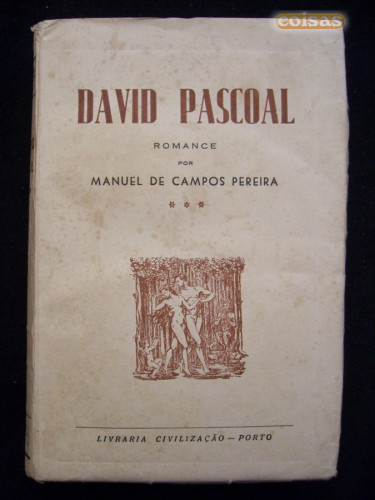 coisas
DAVID PASCOAL
ROMANCE
POR
MANUEL DE CAMPOS PEREIRA
* * *
LIVRARIA CIVILIZAÇÃO — PORTO